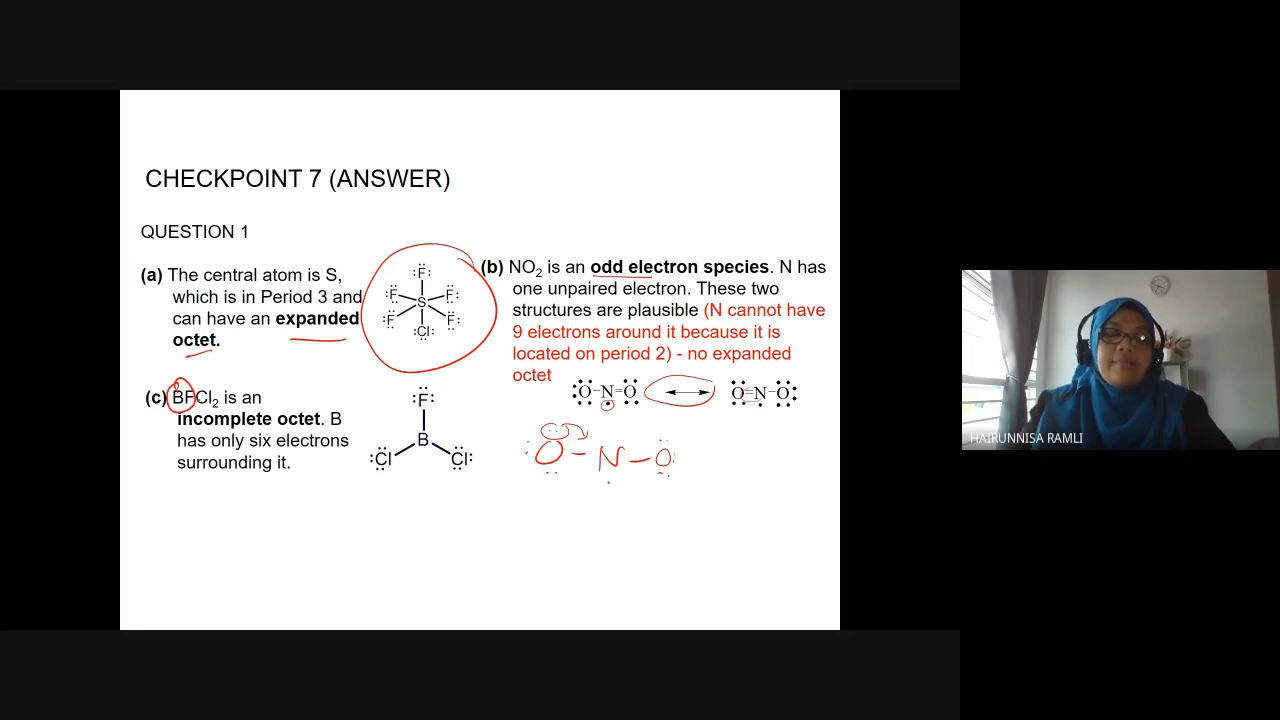 CHECKPOINT 7 (ANSWER)
QUESTION 1
(a) The central atom is S,
which is in Period 3 and
can have an expanded
octet.
F
F S F
F F
Cl
(b) NO₂ is an odd electron species. N has
one unpaired electron. These two
structures are plausible (N cannot have
9 electrons around it because it is
located on period 2) - no expanded
octet
O–N=O ↔ O=N–O
O – N – O
(c) BFCl₂ is an
incomplete octet. B
has only six electrons
surrounding it.
F
B
Cl Cl
HAIRUNNISA RAMLI